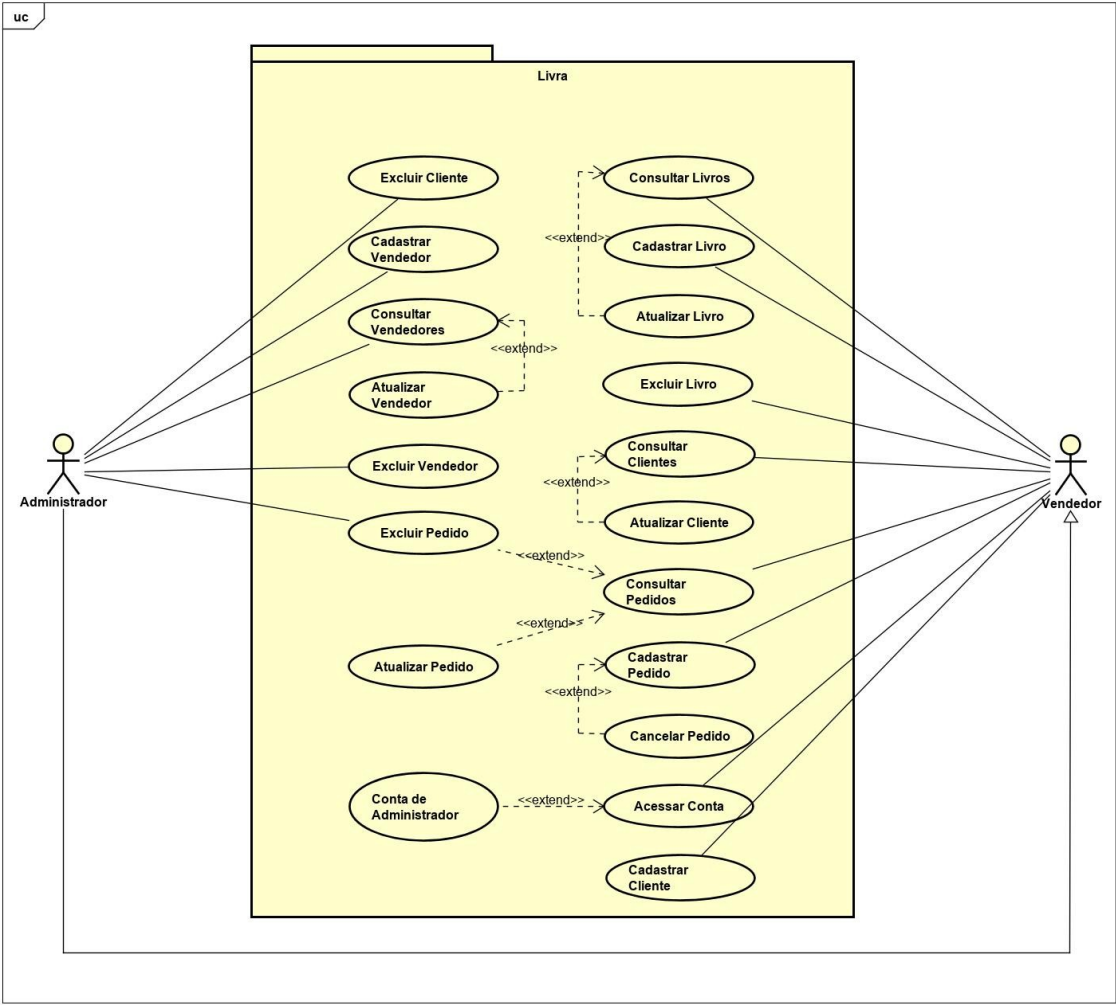 uc
Livra
Excluir Cliente
Consultar Livros
Cadastrar
Vendedor
<<extend>>
Cadastrar Livro
Consultar
Vendedores
Atualizar Livro
<<extend>>
Atualizar
Vendedor
Excluir Livro
Consultar
Clientes
Excluir Vendedor
<<extend>>
Administrador
Vendedor
Atualizar Cliente
Excluir Pedido
<<extend>>
Consultar
Pedidos
<<extend>>
Atualizar Pedido
Cadastrar
Pedido
<<extend>>
Cancelar Pedido
Conta de
Administrador
<<extend>>
Acessar Conta
Cadastrar
Cliente